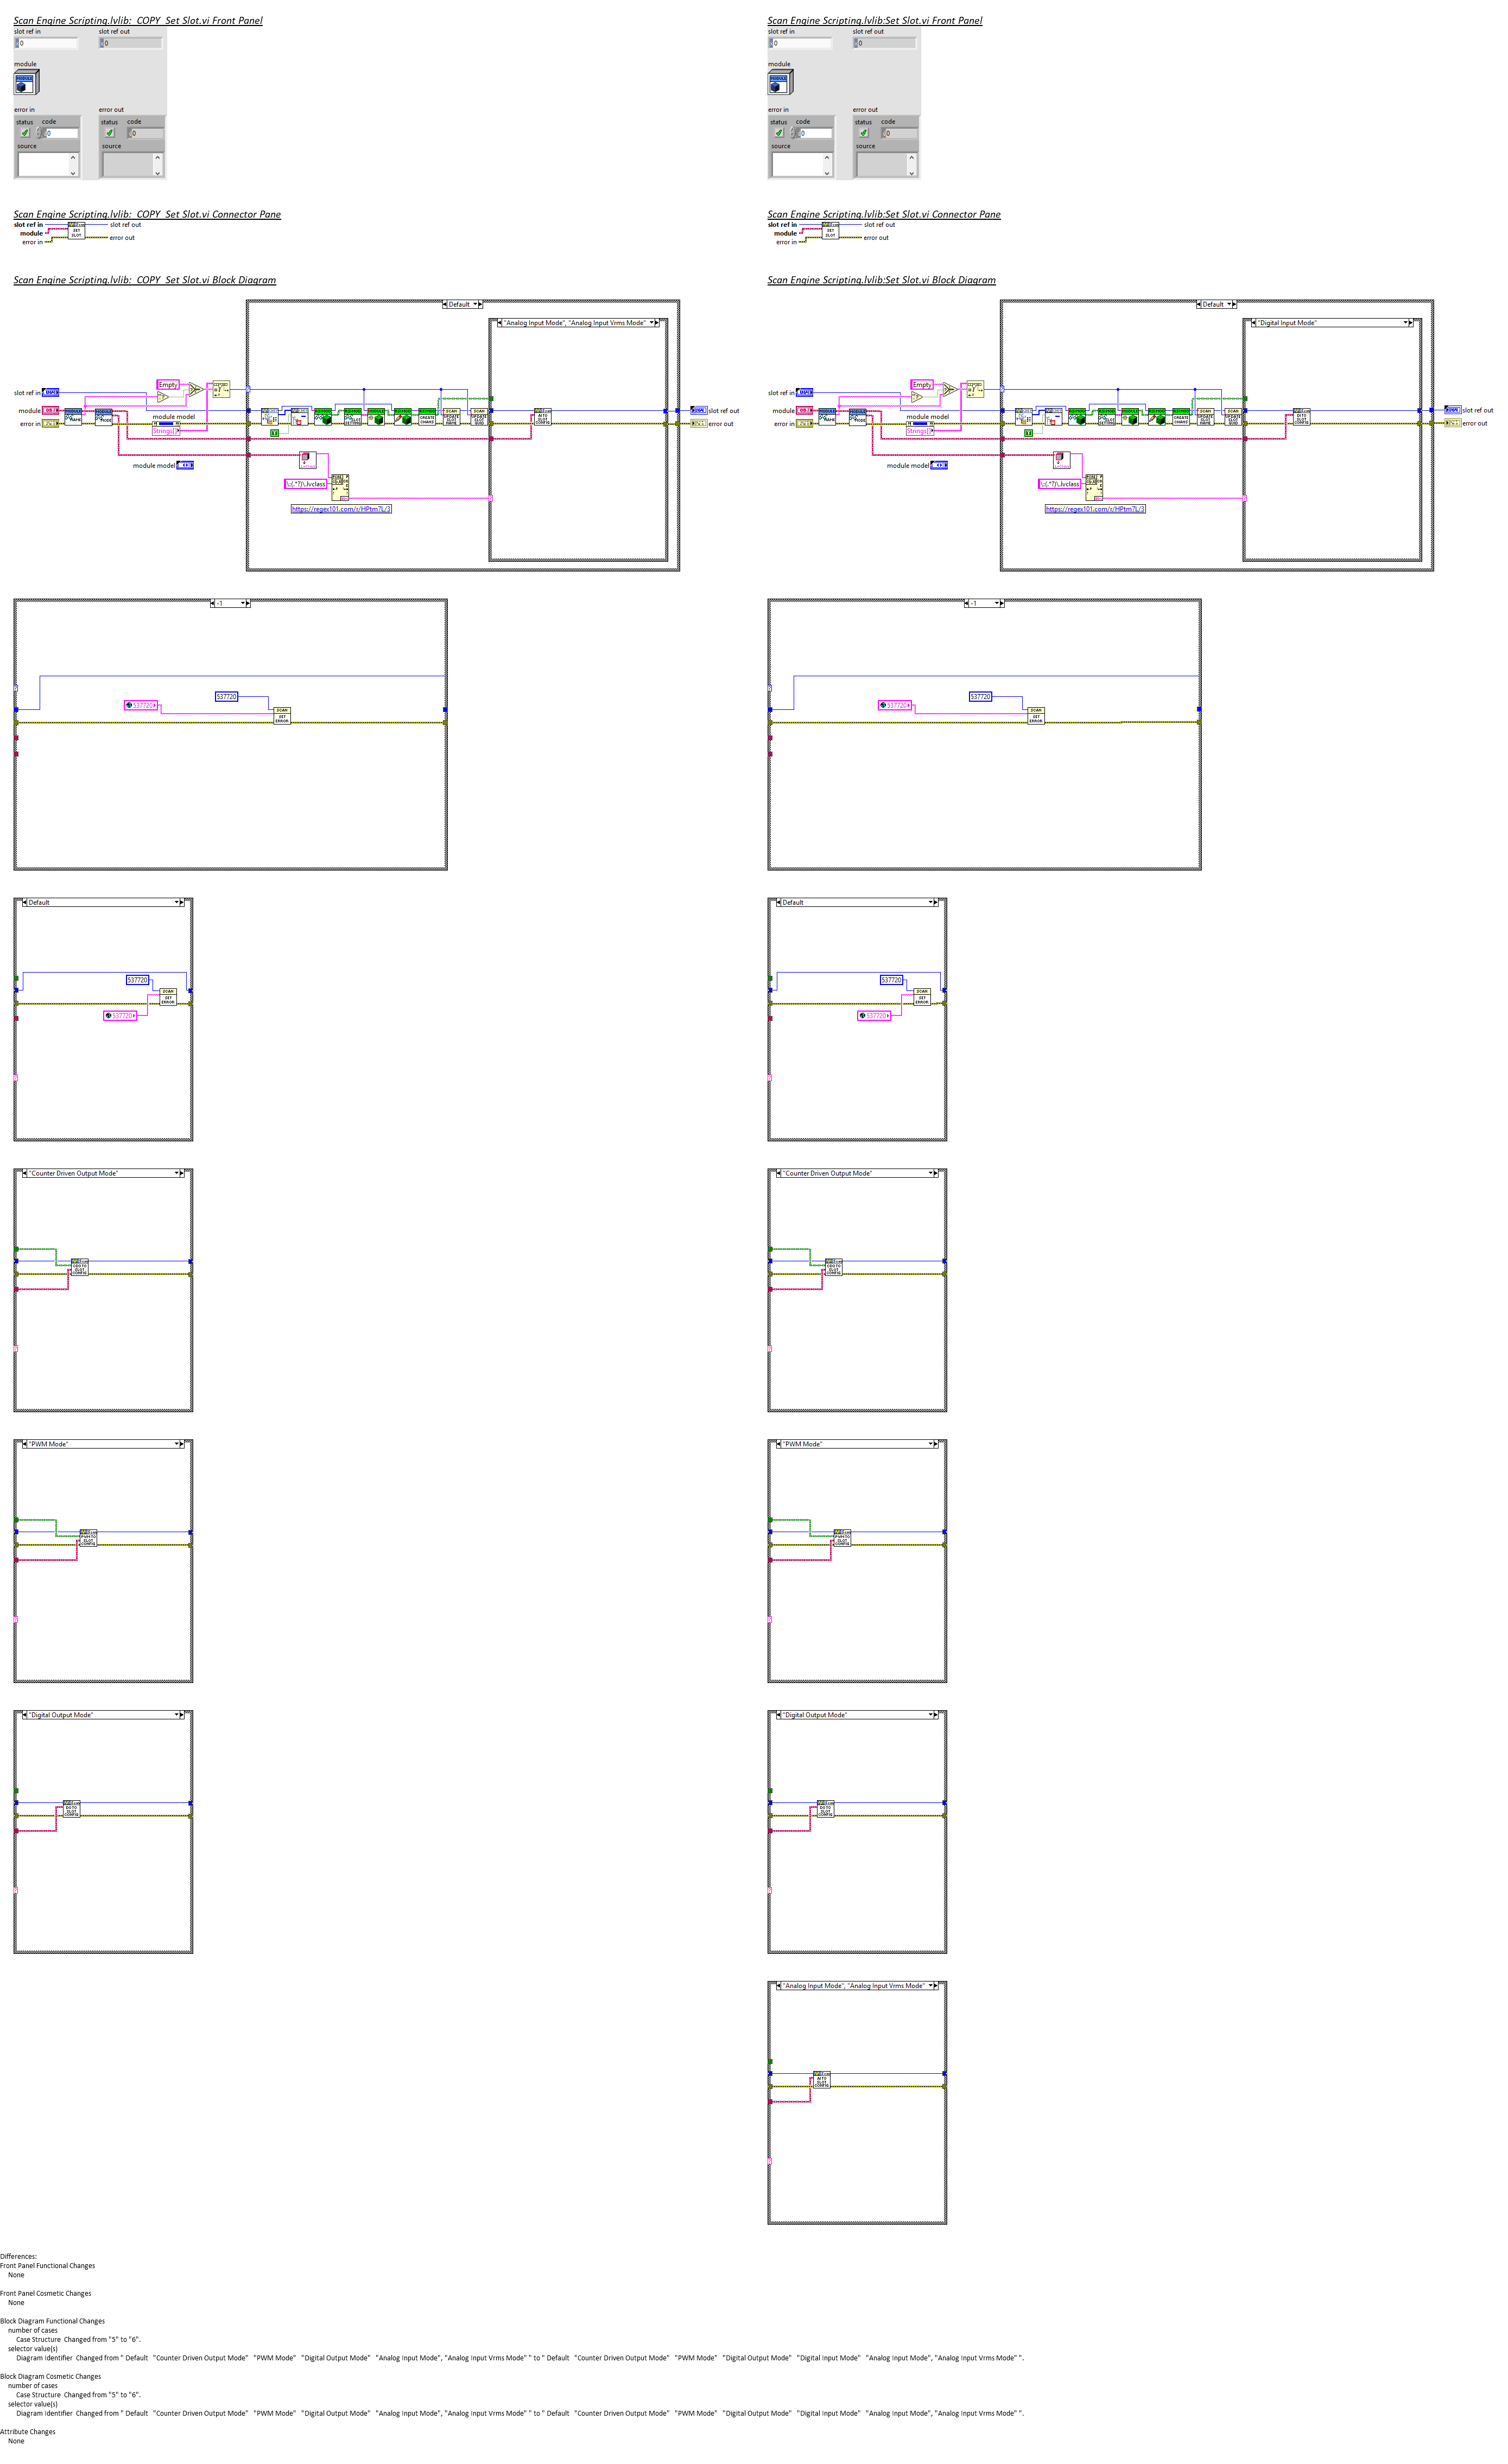 Scan Engine Scripting.lvlib:_COPY_Set Slot.vi Front Panel
slot ref in
slot ref out
0
0
module
MODULE
error in
error out
status
code
status
code
0
0
source
source
Scan Engine Scripting.lvlib:_COPY_Set Slot.vi Connector Pane
slot ref in
slot ref out
module
SET
SLOT
error in
error out
Scan Engine Scripting.lvlib:_COPY_Set Slot.vi Block Diagram
Default
"Analog Input Mode", "Analog Input Vrms Mode"
Empty
slot ref in
module
module model
error in
Strings[]
slot ref out
error out
module model
\:(.*?)\.lvclass
https://regex101.com/r/HPtm7L/3
-1
537720
537720
SCAN
SET
ERROR
Default
537720
SCAN
SET
ERROR
537720
"Counter Driven Output Mode"
"PWM Mode"
"Digital Output Mode"
Scan Engine Scripting.lvlib:Set Slot.vi Front Panel
slot ref in
slot ref out
0
0
module
MODULE
error in
error out
status
code
status
code
0
0
source
source
Scan Engine Scripting.lvlib:Set Slot.vi Connector Pane
slot ref in
slot ref out
module
SET
SLOT
error in
error out
Scan Engine Scripting.lvlib:Set Slot.vi Block Diagram
Default
"Digital Input Mode"
Empty
slot ref in
module
module model
error in
Strings[]
slot ref out
error out
module model
\:(.*?)\.lvclass
https://regex101.com/r/HPtm7L/3
-1
537720
537720
SCAN
SET
ERROR
Default
537720
SCAN
SET
ERROR
537720
"Counter Driven Output Mode"
"PWM Mode"
"Digital Output Mode"
"Analog Input Mode", "Analog Input Vrms Mode"
Differences:
Front Panel Functional Changes
None
Front Panel Cosmetic Changes
None
Block Diagram Functional Changes
number of cases
Case Structure  Changed from "5" to "6".
selector value(s)
Diagram Identifier  Changed from " Default   "Counter Driven Output Mode"   "PWM Mode"   "Digital Output Mode"   "Analog Input Mode", "Analog Input Vrms Mode" " to " Default   "Counter Driven Output Mode"   "PWM Mode"   "Digital Output Mode"   "Digital Input Mode"   "Analog Input Mode", "Analog Input Vrms Mode" ".
Block Diagram Cosmetic Changes
number of cases
Case Structure  Changed from "5" to "6".
selector value(s)
Diagram Identifier  Changed from " Default   "Counter Driven Output Mode"   "PWM Mode"   "Digital Output Mode"   "Analog Input Mode", "Analog Input Vrms Mode" " to " Default   "Counter Driven Output Mode"   "PWM Mode"   "Digital Output Mode"   "Digital Input Mode"   "Analog Input Mode", "Analog Input Vrms Mode" ".
Attribute Changes
None